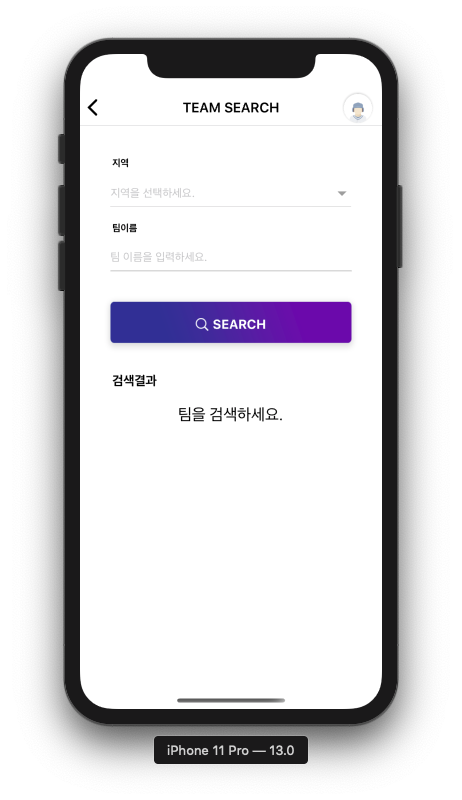 TEAM SEARCH
지역
지역을 선택하세요.
팀이름
팀 이름을 입력하세요.
SEARCH
검색결과
팀을 검색하세요.
iPhone 11 Pro — 13.0